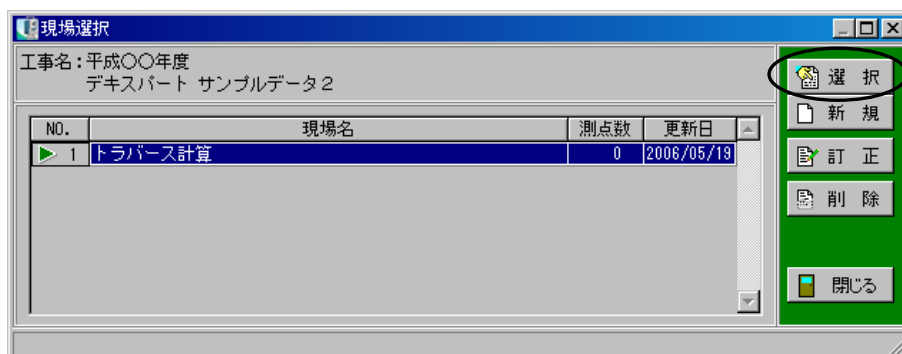 現場選択
工事名:平成〇〇年度
デキスパート サンプルデータ2
NO. 現場名 測点数 更新日
1 トラバース計算 0 2006/05/19
選 択
新 規
訂 正
削 除
閉じる